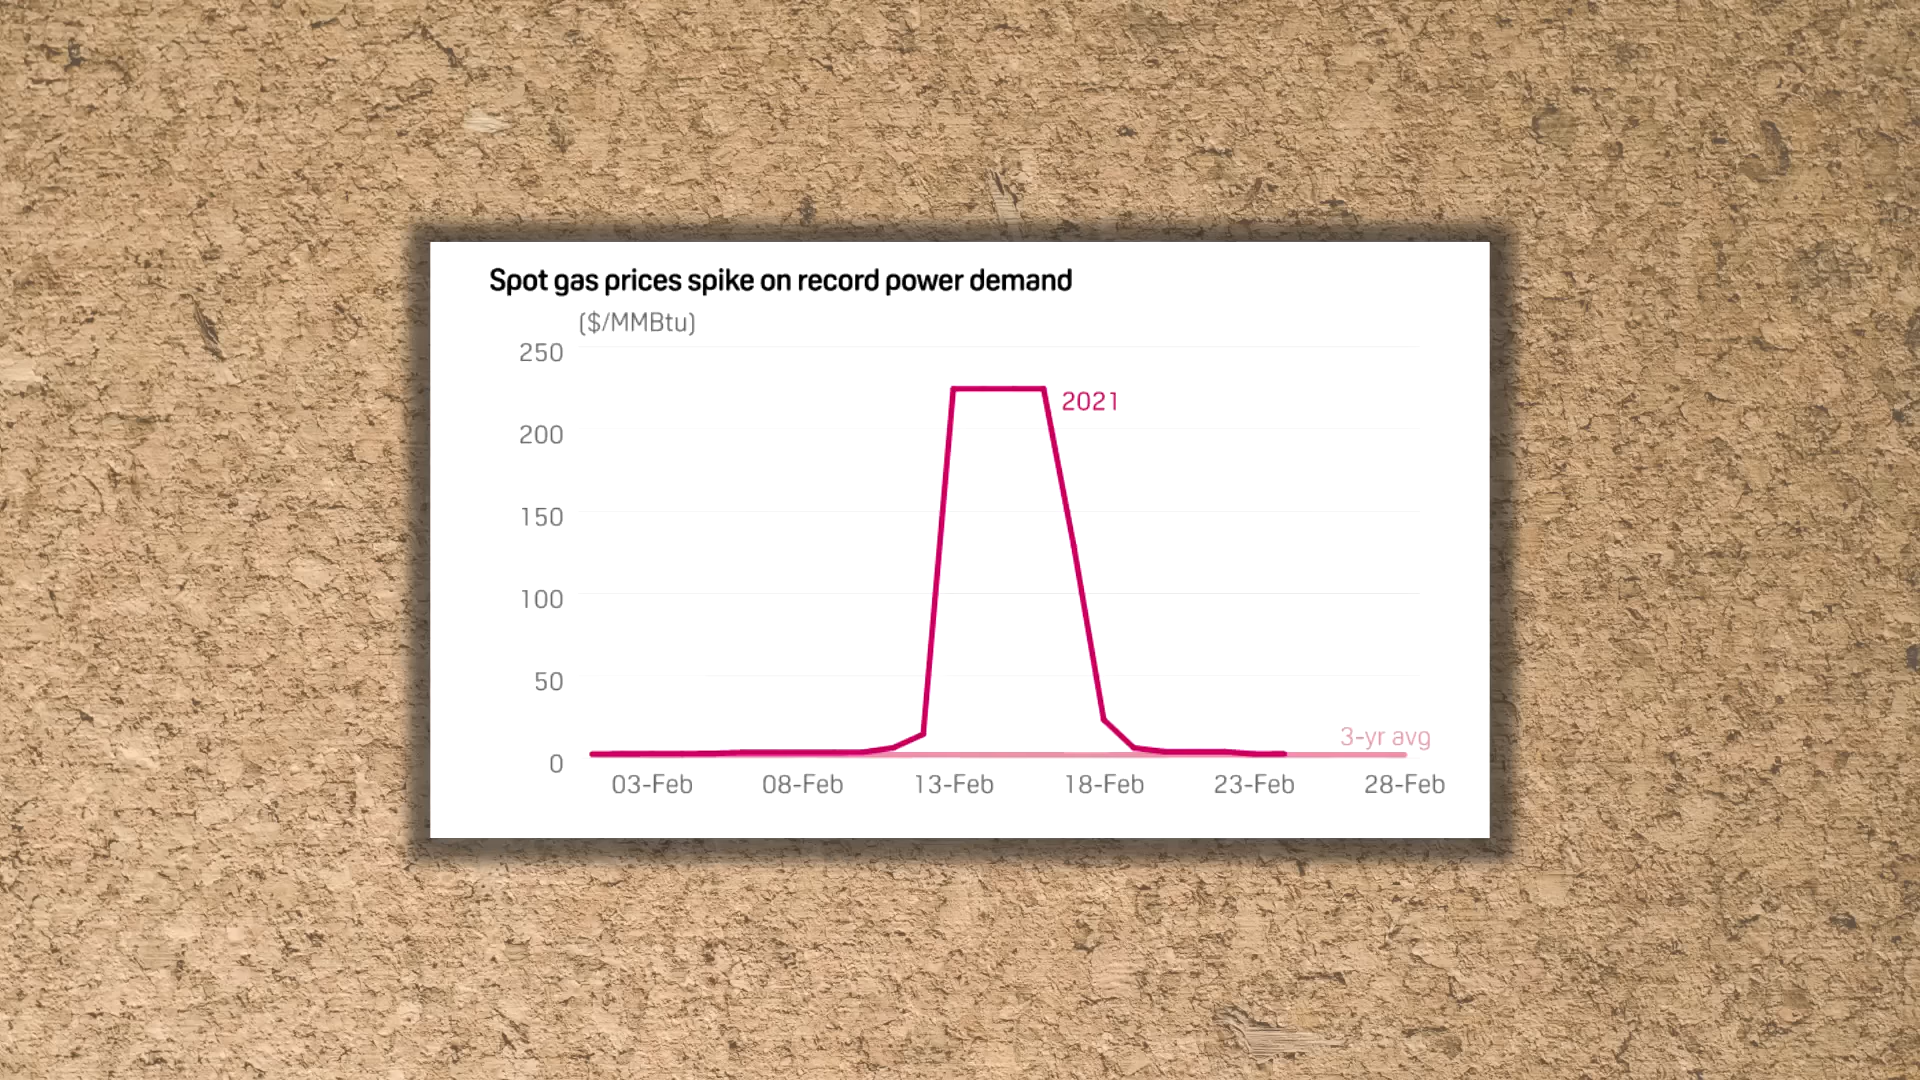 Spot gas prices spike on record power demand
($/MMBtu)
250
200
150
100
50
0
2021
3-yr avg
03-Feb 08-Feb 13-Feb 18-Feb 23-Feb 28-Feb